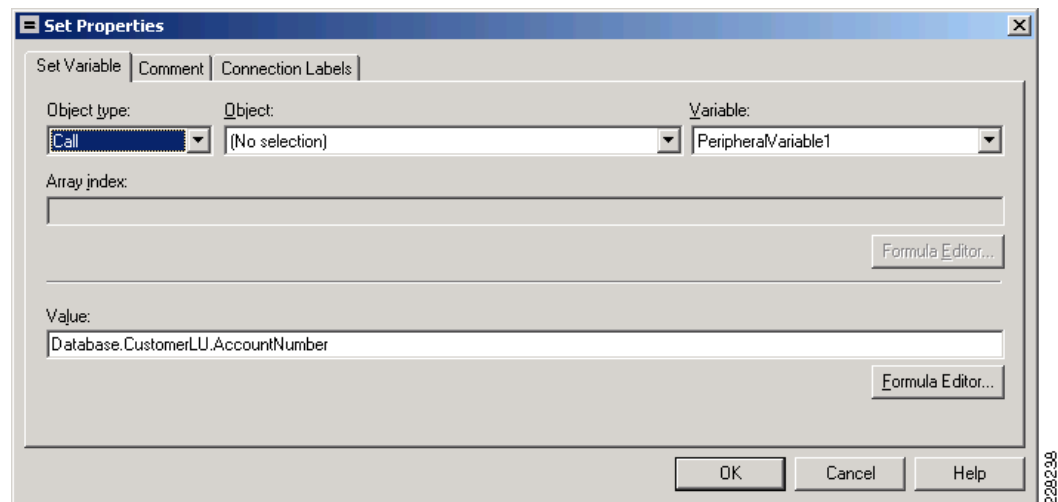 Set Properties
Set Variable Comment Connection Labels
Object type: Object: Variable:
Call (No selection) PeripheralVariable1
Array index:
Formula Editor...
Value:
Database.CustomerLU.AccountNumber
Formula Editor...
OK Cancel Help
228238